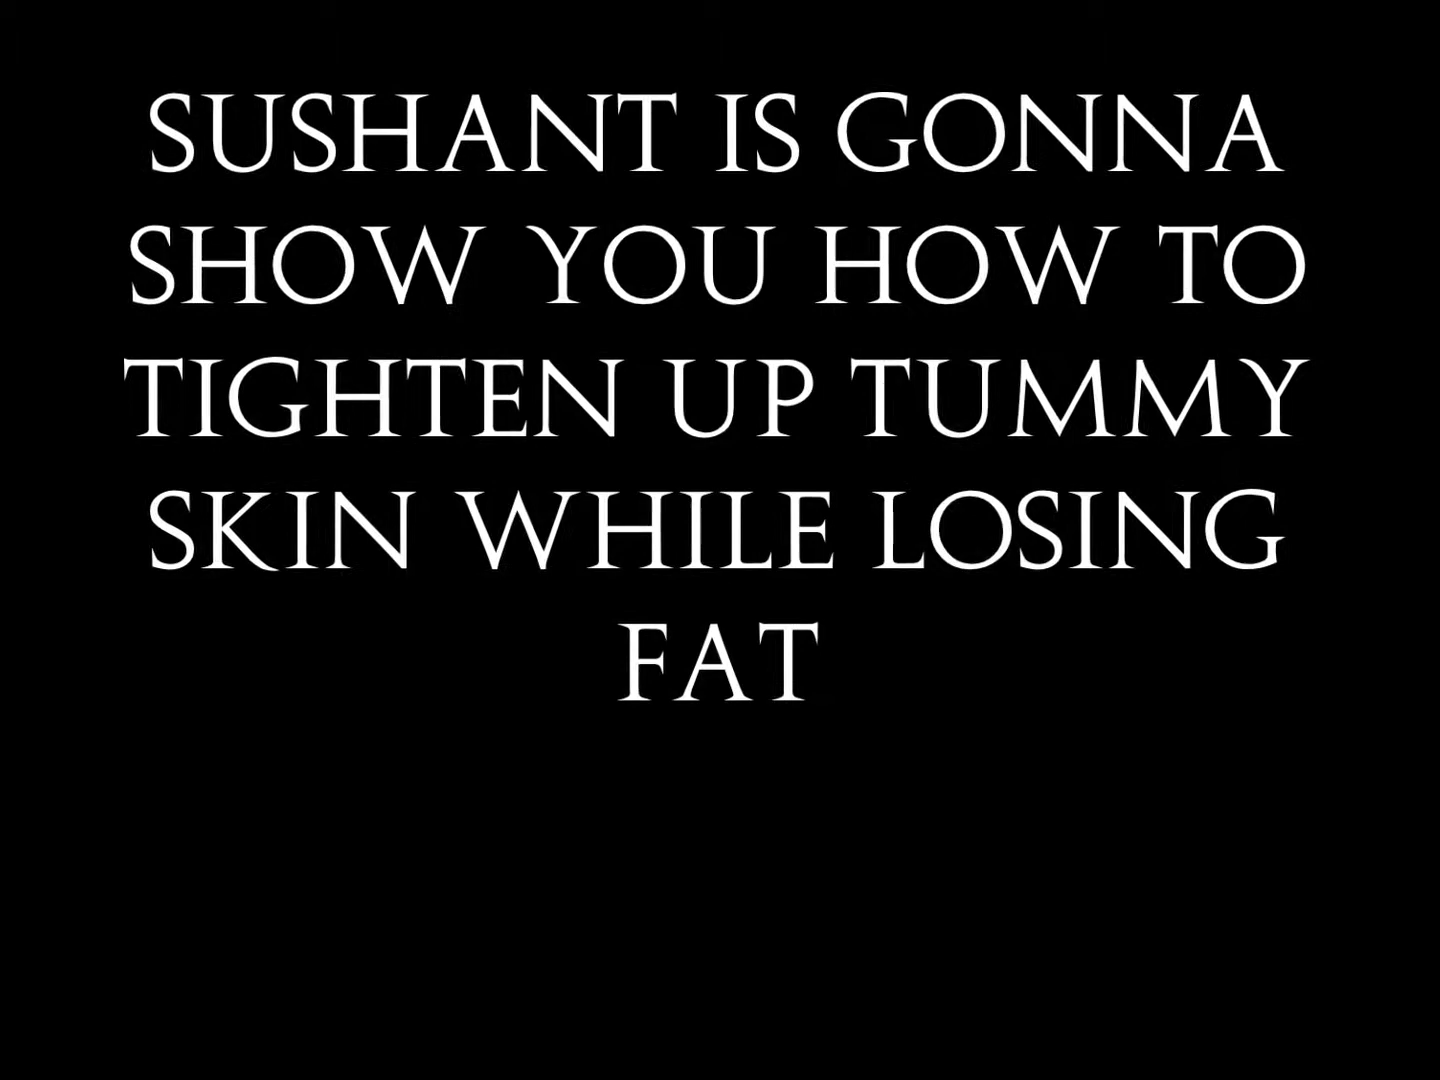 SUSHANT IS GONNA
SHOW YOU HOW TO
TIGHTEN UP TUMMY
SKIN WHILE LOSING
FAT